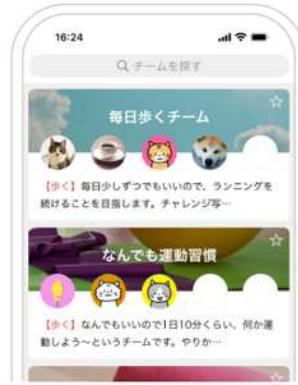 16:24
チームを探す
毎日歩くチーム
【歩く】毎日少しずつでもいいので、ランニングを
続けることを目指します。チャレンジ写…
なんでも運動習慣
【歩く】なんでもいいので1日10分くらい、何か運
動しよう〜というチームです。やりか…